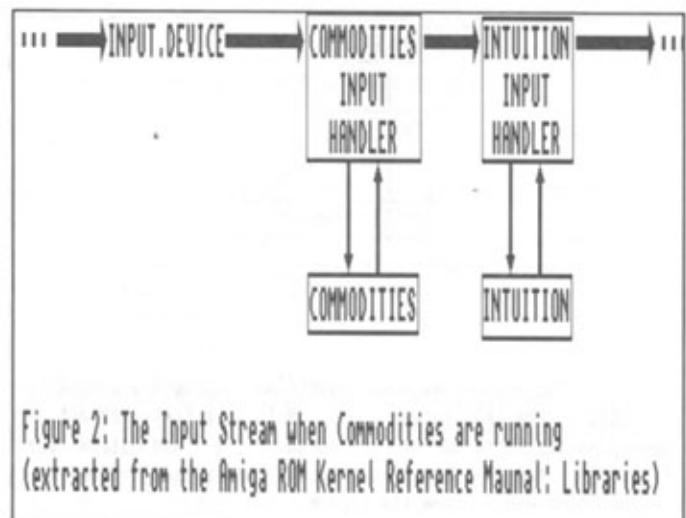 ... INPUT.DEVICE
COMMODITIES
INPUT
HANDLER
INTUITION
INPUT
HANDLER
...
COMMODITIES
INTUITION
Figure 2: The Input Stream when Commodities are running
(extracted from the Amiga ROM Kernel Reference Maunal: Libraries)